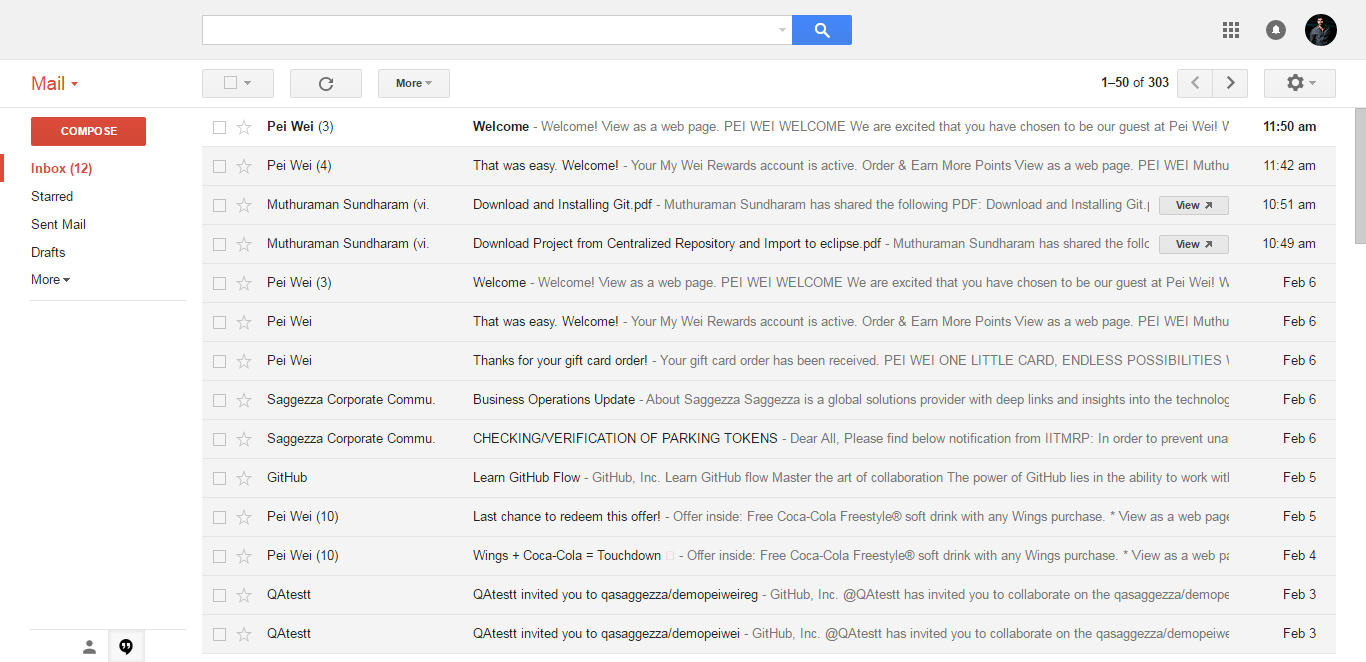 Mail
More
1–50 of 303
COMPOSE
Inbox (12)
Starred
Sent Mail
Drafts
More
Pei Wei (3) Welcome - Welcome! View as a web page. PEI WEI WELCOME We are excited that you have chosen to be our guest at Pei Wei! W 11:50 am
Pei Wei (4) That was easy. Welcome! - Your My Wei Rewards account is active. Order & Earn More Points View as a web page. PEI WEI Muthu 11:42 am
Muthuraman Sundharam (vi. Download and Installing Git.pdf - Muthuraman Sundharam has shared the following PDF: Download and Installing Git.p View 10:51 am
Muthuraman Sundharam (vi. Download Project from Centralized Repository and Import to eclipse.pdf - Muthuraman Sundharam has shared the follo View 10:49 am
Pei Wei (3) Welcome - Welcome! View as a web page. PEI WEI WELCOME We are excited that you have chosen to be our guest at Pei Wei! W Feb 6
Pei Wei That was easy. Welcome! - Your My Wei Rewards account is active. Order & Earn More Points View as a web page. PEI WEI Muthu Feb 6
Pei Wei Thanks for your gift card order! - Your gift card order has been received. PEI WEI ONE LITTLE CARD, ENDLESS POSSIBILITIES Feb 6
Saggezza Corporate Commu. Business Operations Update - About Saggezza Saggezza is a global solutions provider with deep links and insights into the technolog Feb 6
Saggezza Corporate Commu. CHECKING/VERIFICATION OF PARKING TOKENS - Dear All, Please find below notification from IITMRP: In order to prevent unau Feb 6
GitHub Learn GitHub Flow - GitHub, Inc. Learn GitHub flow Master the art of collaboration The power of GitHub lies in the ability to work with Feb 5
Pei Wei (10) Last chance to redeem this offer! - Offer inside: Free Coca-Cola Freestyle® soft drink with any Wings purchase. * View as a web page Feb 5
Pei Wei (10) Wings + Coca-Cola = Touchdown - Offer inside: Free Coca-Cola Freestyle® soft drink with any Wings purchase. * View as a web pa Feb 4
QAtestt QAtestt invited you to qasaggezza/demopeiweireg - GitHub, Inc. @QAtestt has invited you to collaborate on the qasaggezza/demope Feb 3
QAtestt QAtestt invited you to qasaggezza/demopeiwei - GitHub, Inc. @QAtestt has invited you to collaborate on the qasaggezza/demopeiwe Feb 3